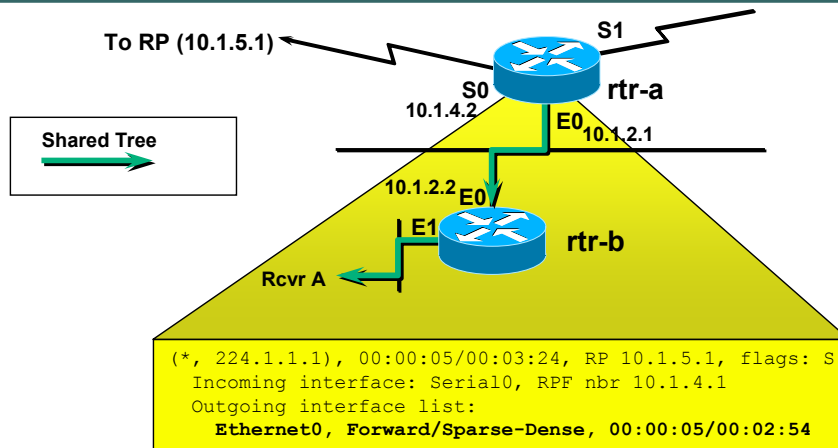 To RP (10.1.5.1)
S1
S0
rtr-a
10.1.4.2
E0
10.1.2.1
Shared Tree
10.1.2.2
E0
E1
rtr-b
Rcvr A
(*, 224.1.1.1), 00:00:05/00:03:24, RP 10.1.5.1, flags: S
Incoming interface: Serial0, RPF nbr 10.1.4.1
Outgoing interface list:
Ethernet0, Forward/Sparse-Dense, 00:00:05/00:02:54